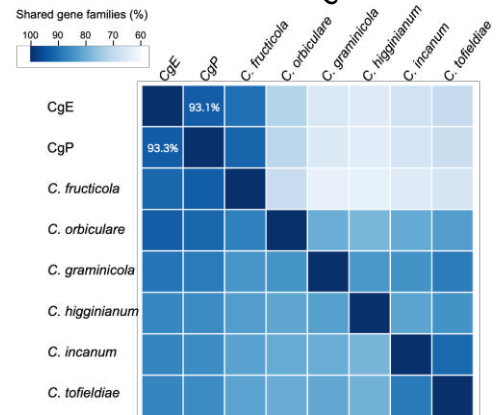 Shared gene families (%)
100 90 80 70 60
CgE
CgP
C. fructicola
C. orbiculare
C. graminicola
C. higginianum
C. incanum
C. tofieldiae
CgE
93.1%
CgP
93.3%
C. fructicola
C. orbiculare
C. graminicola
C. higginianum
C. incanum
C. tofieldiae